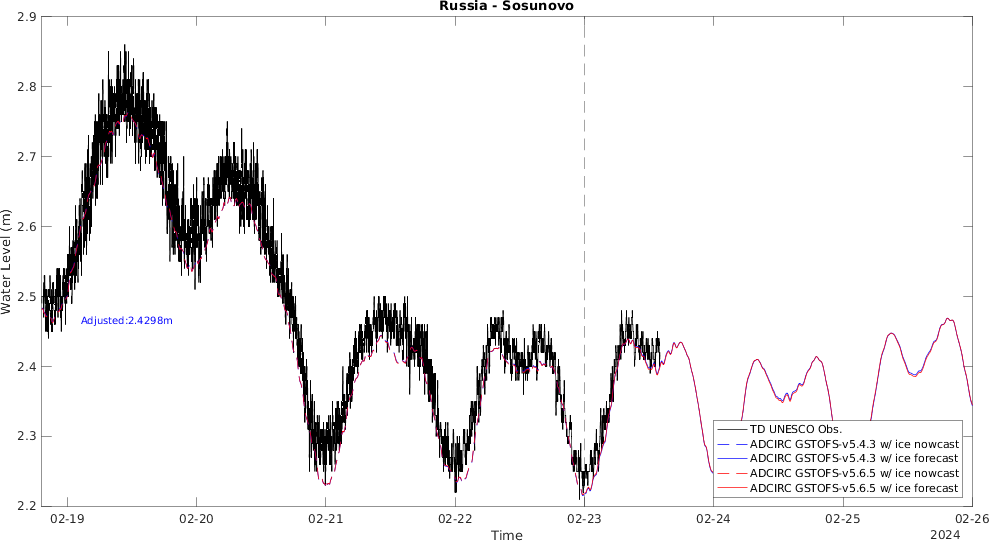 Russia - Sosunovo
2.9
2.8
2.7
2.6
2.5
2.4
2.3
2.2
Water Level (m)
Adjusted:2.4298m
TD UNESCO Obs.
ADCIRC GSTOFS-v5.4.3 w/ ice nowcast
ADCIRC GSTOFS-v5.4.3 w/ ice forecast
ADCIRC GSTOFS-v5.6.5 w/ ice nowcast
ADCIRC GSTOFS-v5.6.5 w/ ice forecast
02-19 02-20 02-21 02-22 02-23 02-24 02-25 02-26
Time
2024